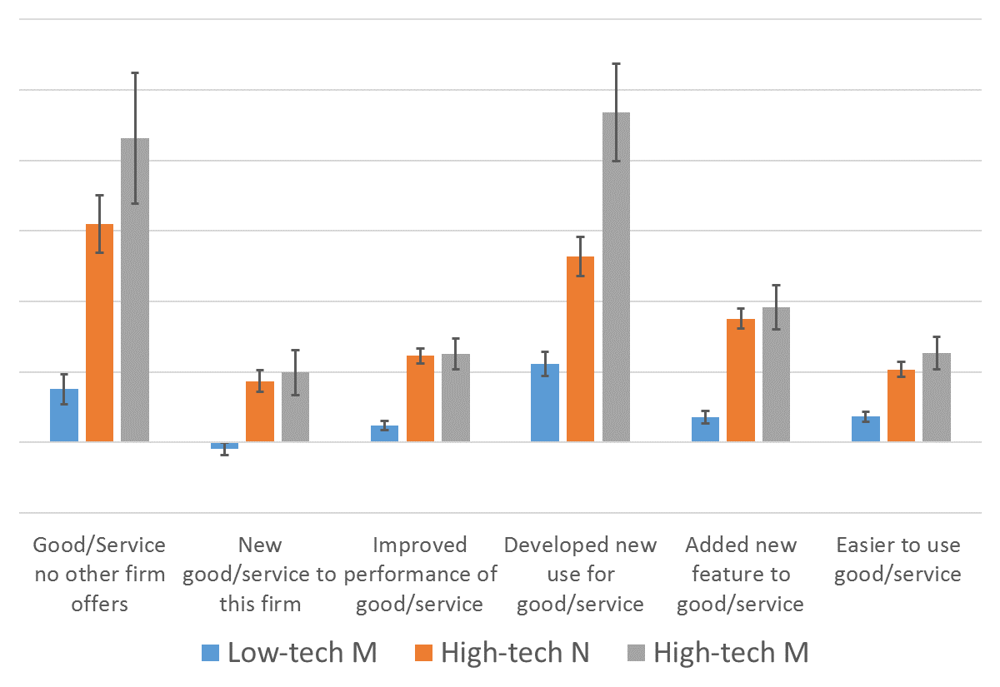 Good/Service
no other firm
offers
New
good/service to
this firm
Improved
performance of
good/service
Developed new
use for
good/service
Added new
feature to
good/service
Easier to use
good/service
Low-tech M
High-tech N
High-tech M